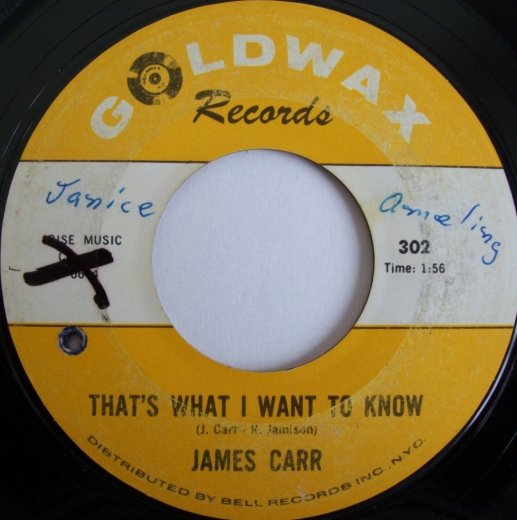 GOLDWAX
Records
Janice
Ameling
MUSIC
302
Time: 1:56
THAT'S WHAT I WANT TO KNOW
(J. Carr - R. Jamison)
JAMES CARR
DISTRIBUTED BY BELL RECORDS INC. N.Y.C.